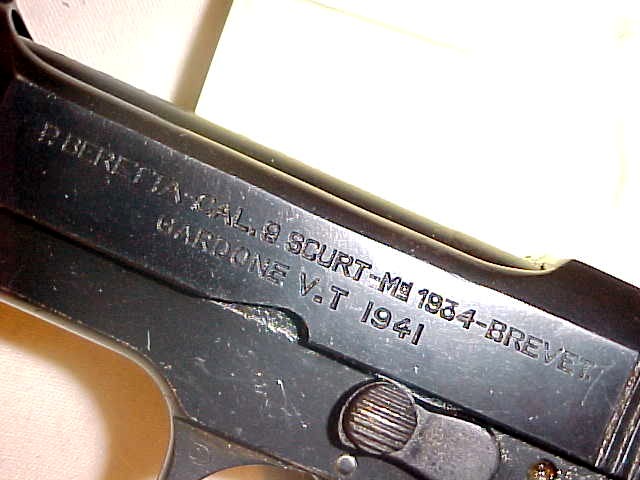 P. BERETTA-CAL. 9 SCURT-Mo 1934-BREVET.
GARDONE V.T 1941